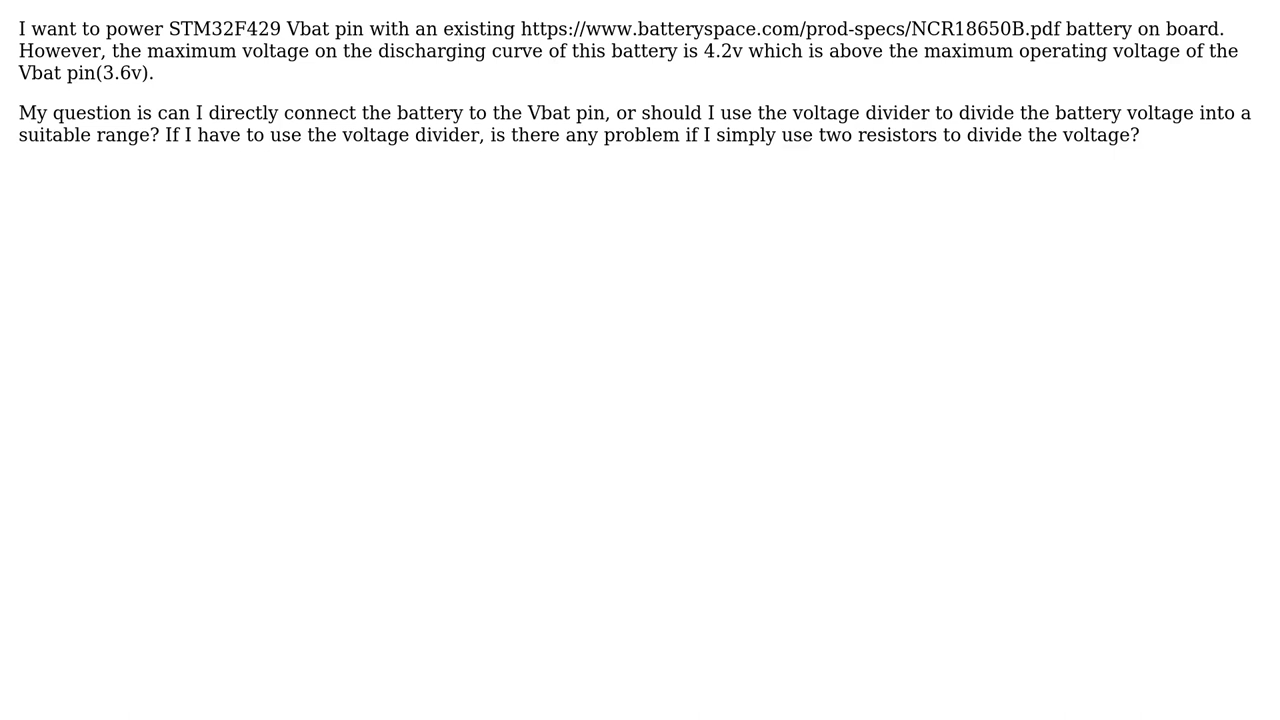 I want to power STM32F429 Vbat pin with an existing https://www.batteryspace.com/prod-specs/NCR18650B.pdf battery on board.
However, the maximum voltage on the discharging curve of this battery is 4.2v which is above the maximum operating voltage of the
Vbat pin(3.6v).
My question is can I directly connect the battery to the Vbat pin, or should I use the voltage divider to divide the battery voltage into a
suitable range? If I have to use the voltage divider, is there any problem if I simply use two resistors to divide the voltage?